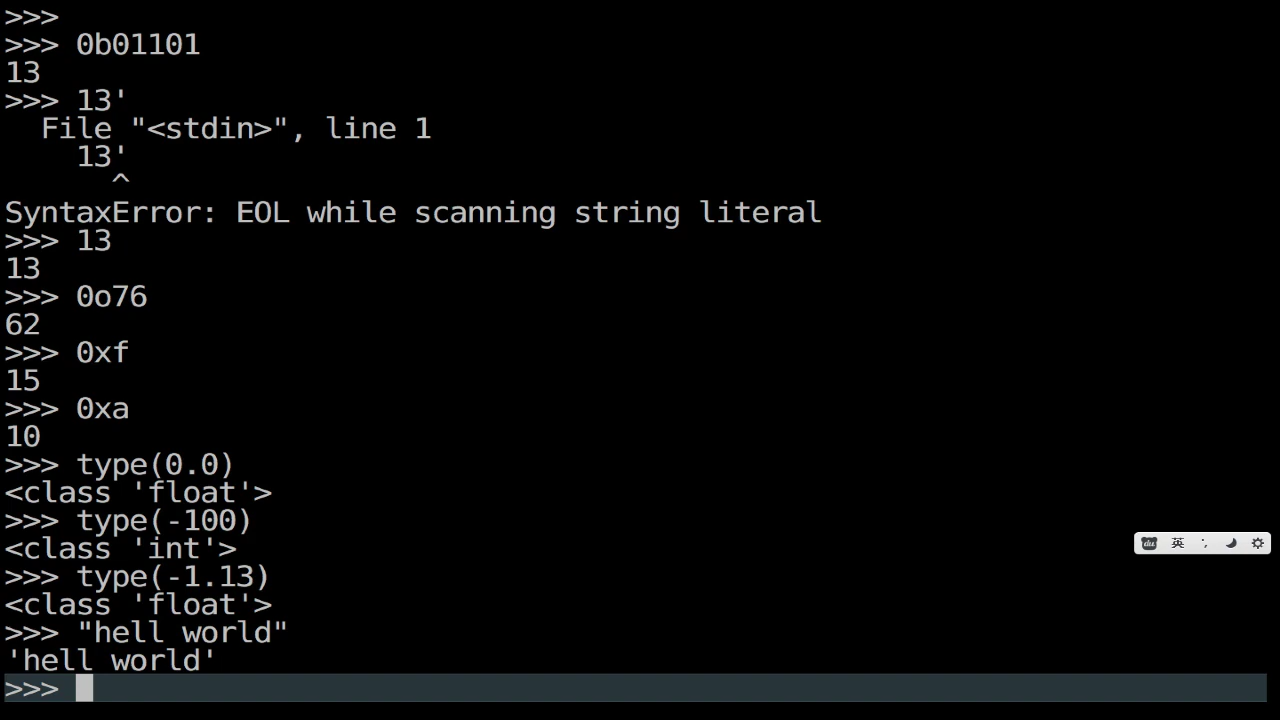 >>>
>>> 0b01101
13
>>> 13'
  File "<stdin>", line 1
    13'
      ^
SyntaxError: EOL while scanning string literal
>>> 13
13
>>> 0o76
62
>>> 0xf
15
>>> 0xa
10
>>> type(0.0)
<class 'float'>
>>> type(-100)
<class 'int'>
>>> type(-1.13)
<class 'float'>
>>> "hell world"
'hell world'
>>>
du 英